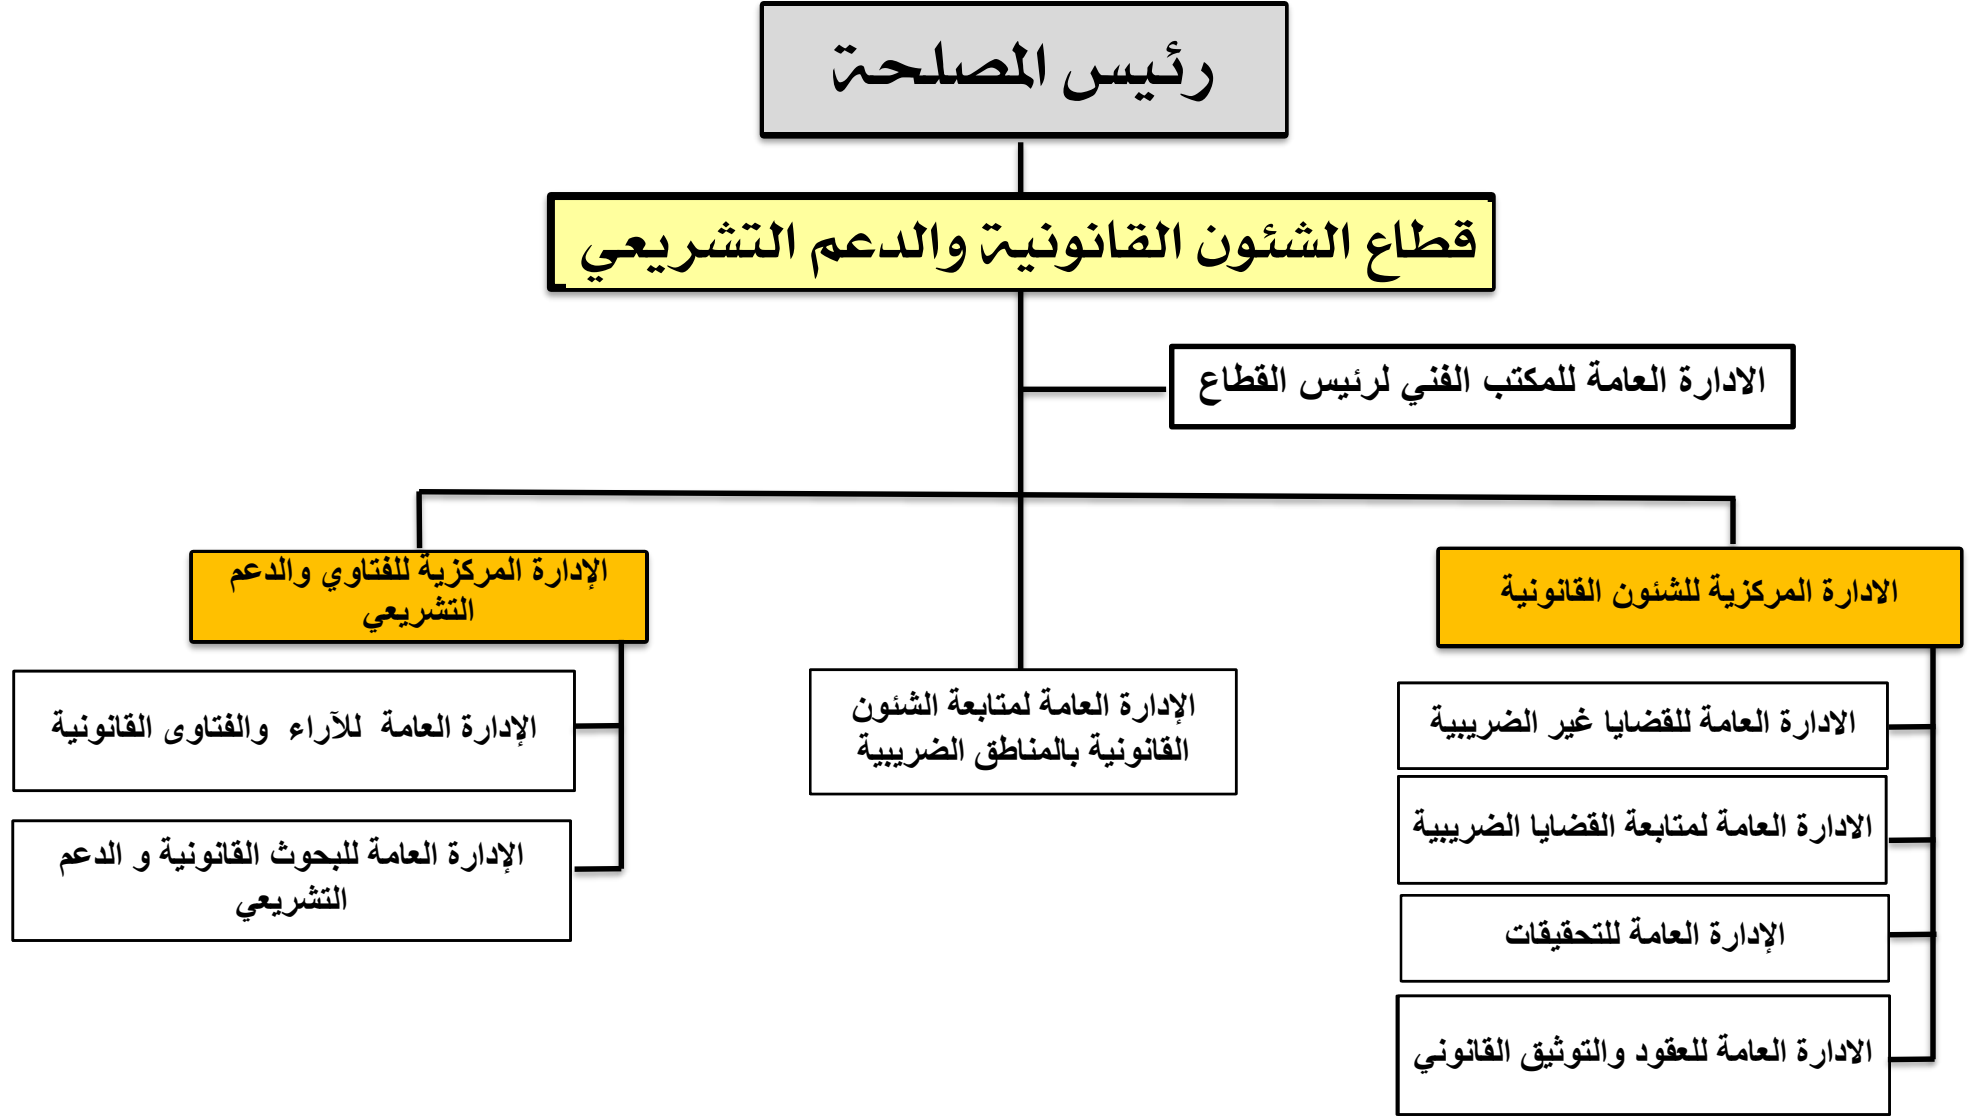 رئيس المصلحة
قطاع الشئون القانونية والدعم التشريعي
الادارة العامة للمكتب الفني لرئيس القطاع
الادارة المركزية للشئون القانونية
الادارة العامة للقضايا غير الضريبية
الادارة العامة لمتابعة القضايا الضريبية
الإدارة العامة للتحقيقات
الادارة العامة للعقود والتوثيق القانوني
الإدارة العامة لمتابعة الشئون
القانونية بالمناطق الضريبية
الإدارة المركزية للفتاوي والدعم
التشريعي
الإدارة العامة للآراء والفتاوى القانونية
الإدارة العامة للبحوث القانونية و الدعم
التشريعي